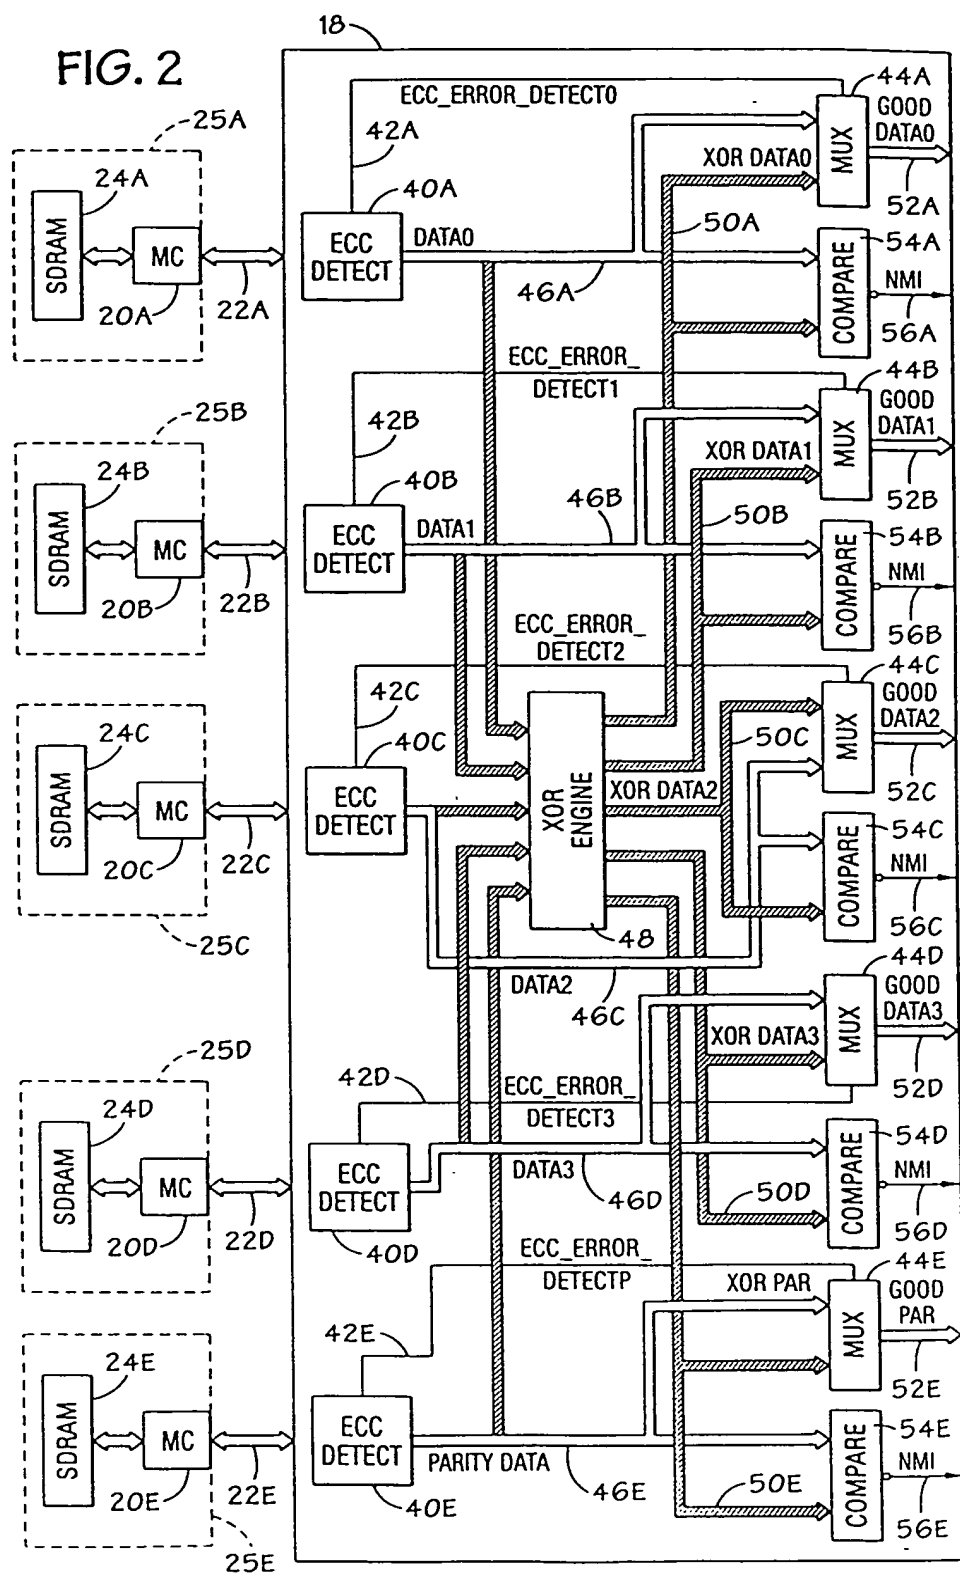 FIG. 2
18
ECC_ERROR_DETECT0
44A
GOOD
DATA0
25A
42A
MUX
XOR DATA0
24A
40A
52A
SDRAM
MC
ECC
DETECT
DATA0
50A
54A
20A
22A
46A
COMPARE
NMI
56A
ECC_ERROR_
DETECT1
44B
GOOD
DATA1
25B
42B
MUX
XOR DATA1
24B
40B
46B
50B
52B
SDRAM
MC
ECC
DETECT
DATA1
54B
20B
22B
COMPARE
NMI
56B
ECC_ERROR_
DETECT2
44C
GOOD
DATA2
42C
24C
40C
50C
MUX
SDRAM
MC
ECC
DETECT
XOR
ENGINE
XOR DATA2
52C
20C
22C
54C
COMPARE
NMI
56C
25C
48
44D
DATA2
46C
GOOD
DATA3
MUX
XOR DATA3
25D
42D
ECC_ERROR_
DETECT3
52D
24D
SDRAM
MC
ECC
DETECT
DATA3
46D
54D
COMPARE
NMI
50D
20D
22D
40D
56D
ECC_ERROR_
DETECTP
44E
XOR PAR
GOOD
PAR
MUX
25E
42E
24E
52E
SDRAM
MC
ECC
DETECT
PARITY DATA
46E
54E
COMPARE
NMI
50E
20E
22E
40E
56E
25E